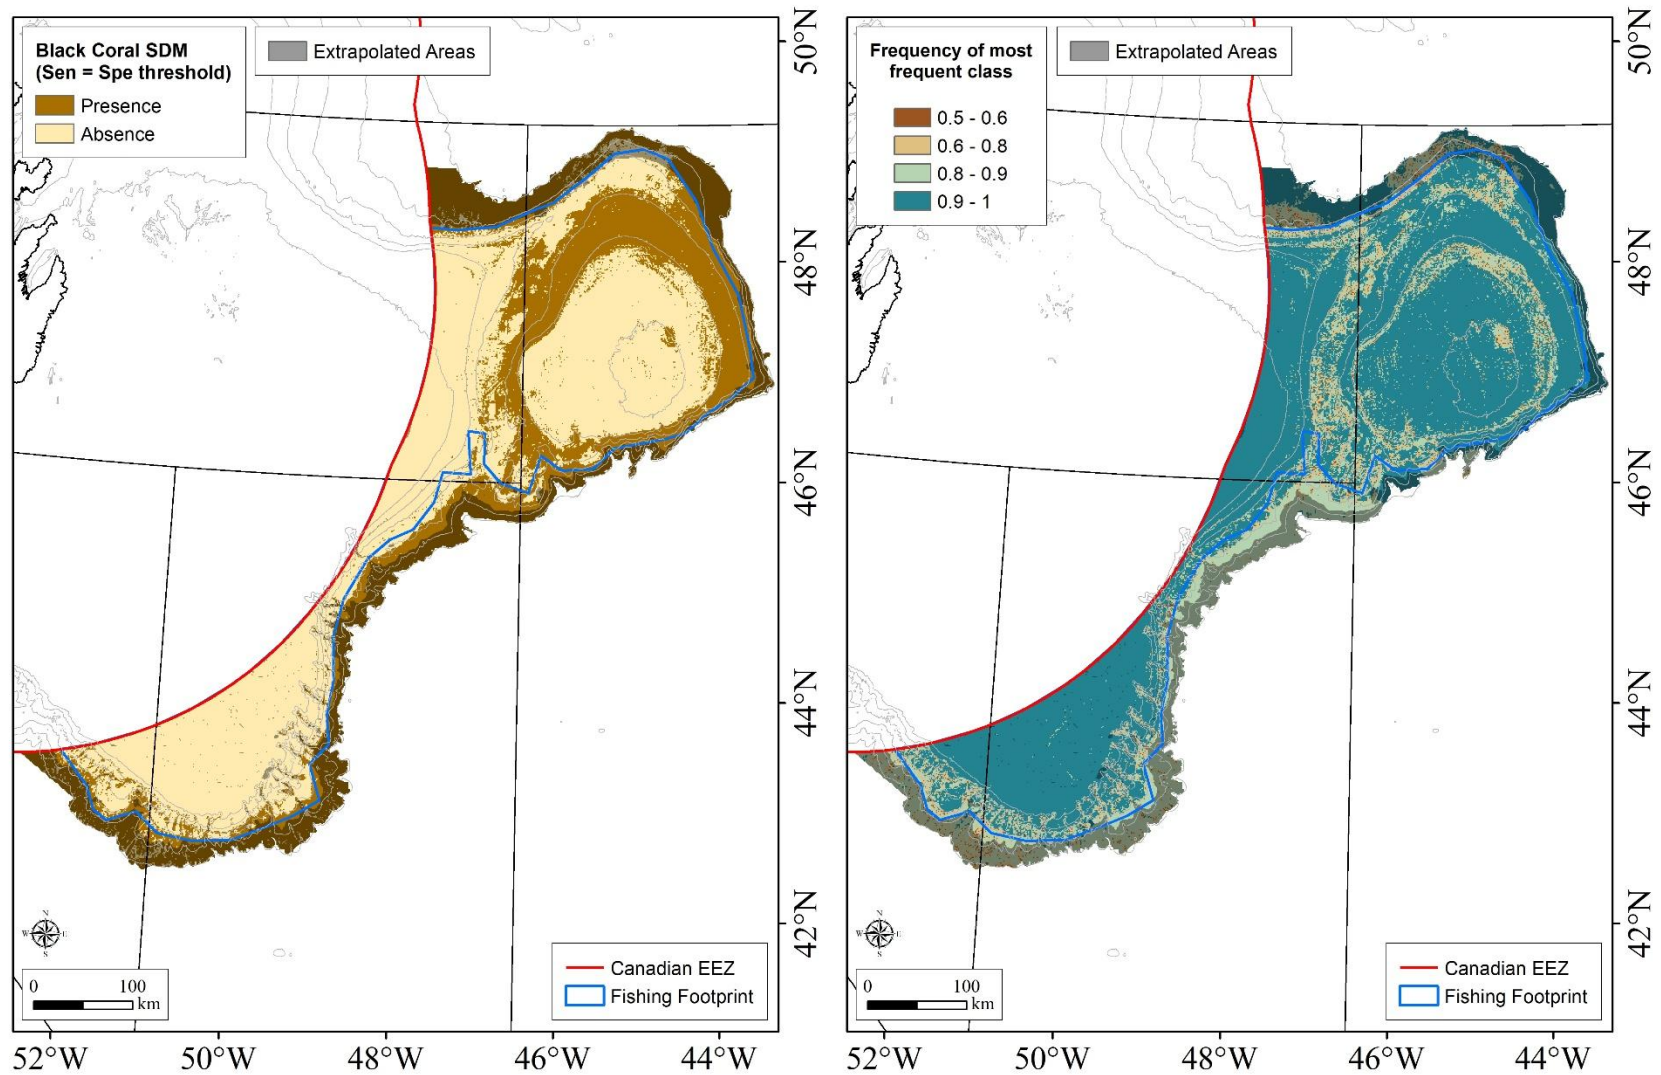 Black Coral SDM
(Sen = Spe threshold)
Presence
Absence
Extrapolated Areas
N
W E
S
0 100
km
Canadian EEZ
Fishing Footprint
50°N
48°N
46°N
44°N
42°N
52°W 50°W 48°W 46°W 44°W
Frequency of most
frequent class
0.5 - 0.6
0.6 - 0.8
0.8 - 0.9
0.9 - 1
Extrapolated Areas
N
W E
S
0 100
km
Canadian EEZ
Fishing Footprint
50°N
48°N
46°N
44°N
42°N
52°W 50°W 48°W 46°W 44°W